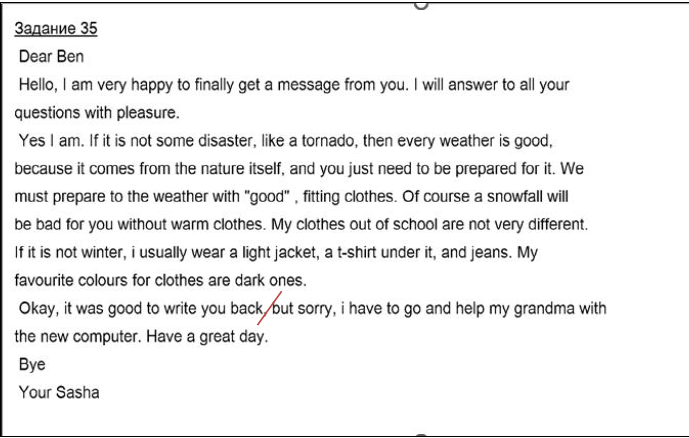 Задание 35
Dear Ben
Hello, I am very happy to finally get a message from you. I will answer to all your
questions with pleasure.
Yes I am. If it is not some disaster, like a tornado, then every weather is good,
because it comes from the nature itself, and you just need to be prepared for it. We
must prepare to the weather with "good" , fitting clothes. Of course a snowfall will
be bad for you without warm clothes. My clothes out of school are not very different.
If it is not winter, i usually wear a light jacket, a t-shirt under it, and jeans. My
favourite colours for clothes are dark ones.
Okay, it was good to write you back, but sorry, i have to go and help my grandma with
the new computer. Have a great day.
Bye
Your Sasha